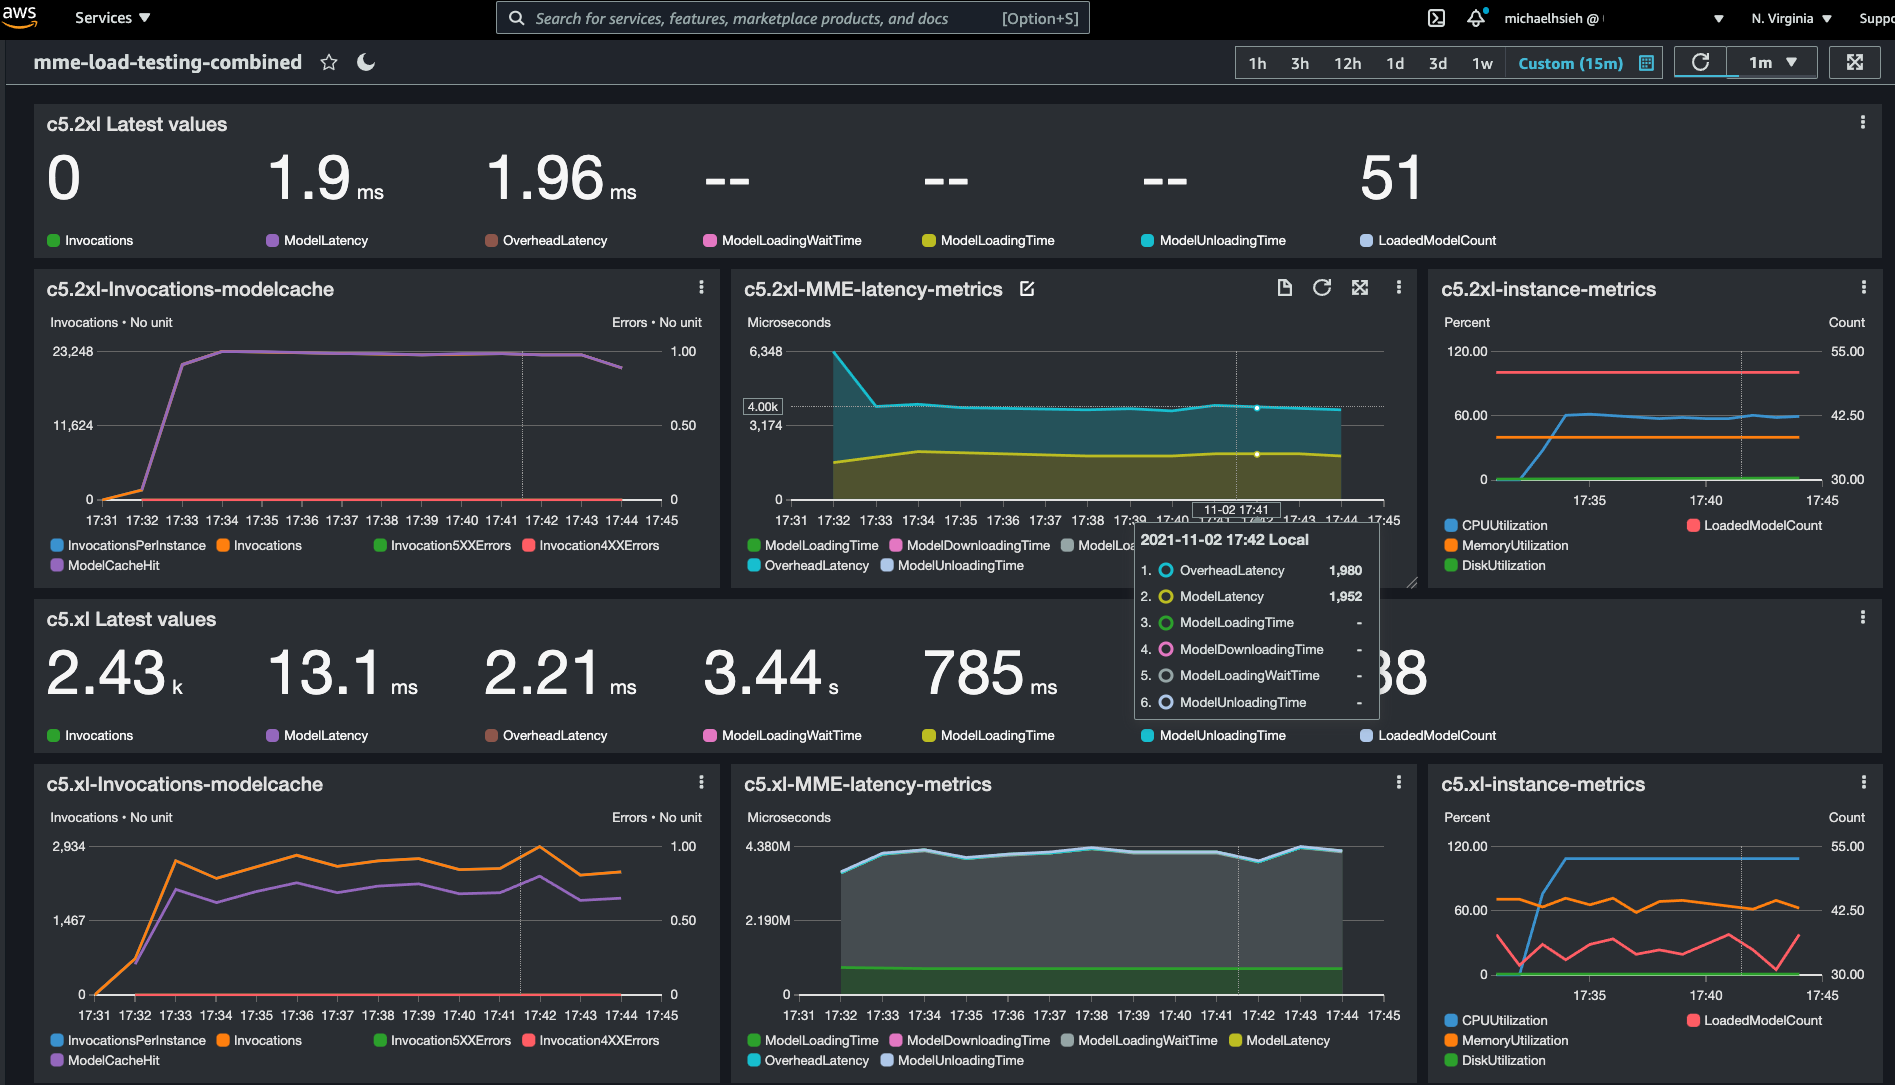 aws Services ▼ Search for services, features, marketplace products, and docs [Option+S] michaelhsieh @ N. Virginia ▼
mme-load-testing-combined 1h 3h 12h 1d 3d 1w Custom (15m) 1m ▼
c5.2xl Latest values
0 1.9 ms 1.96 ms -- -- -- 51
Invocations ModelLatency OverheadLatency ModelLoadingWaitTime ModelLoadingTime ModelUnloadingTime LoadedModelCount
c5.2xl-Invocations-modelcache
Invocations • No unit Errors • No unit
23,248 1.00
11,624 0.50
0 0
17:31 17:32 17:33 17:34 17:35 17:36 17:37 17:38 17:39 17:40 17:41 17:42 17:43 17:44 17:45
InvocationsPerInstance Invocations Invocation5XXErrors Invocation4XXErrors
ModelCacheHit
c5.2xl-MME-latency-metrics
Microseconds
6,348
4.00k
3,174
0
11-02 17:41
17:31 17:32 17:33 17:34 17:35 17:36 17:37 17:38 17:39 17:40 17:41 17:42 17:43 17:44 17:45
ModelLoadingTime ModelDownloadingTime
OverheadLatency ModelUnloadingTime
2021-11-02 17:42 Local
1. OverheadLatency 1,980
2. ModelLatency 1,952
3. ModelLoadingTime -
4. ModelDownloadingTime -
5. ModelLoadingWaitTime -
6. ModelUnloadingTime -
c5.2xl-instance-metrics
Percent Count
120.00 55.00
60.00 42.50
0 30.00
17:35 17:40 17:45
CPUUtilization LoadedModelCount
MemoryUtilization
DiskUtilization
c5.xl Latest values
2.43 k 13.1 ms 2.21 ms 3.44 s 785 ms
Invocations ModelLatency OverheadLatency ModelLoadingWaitTime ModelLoadingTime ModelUnloadingTime LoadedModelCount
c5.xl-Invocations-modelcache
Invocations • No unit Errors • No unit
2,934 1.00
1,467 0.50
0 0
17:31 17:32 17:33 17:34 17:35 17:36 17:37 17:38 17:39 17:40 17:41 17:42 17:43 17:44 17:45
InvocationsPerInstance Invocations Invocation5XXErrors Invocation4XXErrors
ModelCacheHit
c5.xl-MME-latency-metrics
Microseconds
4.380M
2.190M
0
17:31 17:32 17:33 17:34 17:35 17:36 17:37 17:38 17:39 17:40 17:41 17:42 17:43 17:44 17:45
ModelLoadingTime ModelDownloadingTime ModelLoadingWaitTime ModelLatency
OverheadLatency ModelUnloadingTime
c5.xl-instance-metrics
Percent Count
120.00 55.00
60.00 42.50
0 30.00
17:35 17:40 17:45
CPUUtilization LoadedModelCount
MemoryUtilization
DiskUtilization